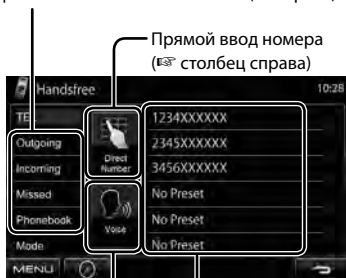 Прямой ввод номера
(☞ столбец справа)
Handsfree
10:28
TEL
1234XXXXXX
Outgoing
2345XXXXXX
Direct
Number
Incoming
3456XXXXXX
Missed
No Preset
Voice
Phonebook
No Preset
Mode
No Preset
MENU